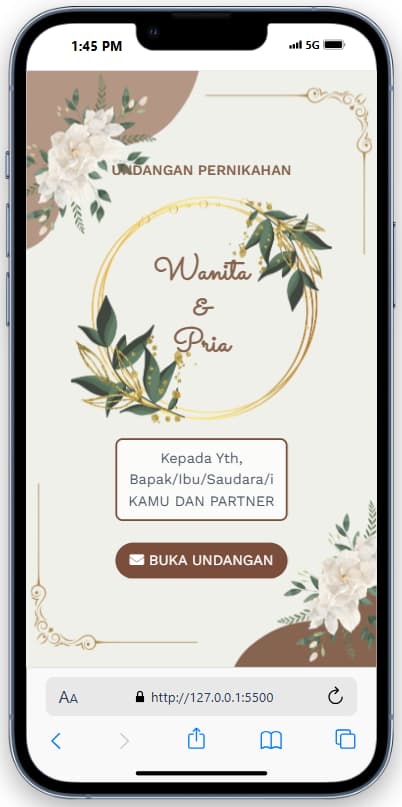 1:45 PM
5G
UNDANGAN PERNIKAHAN
Wanita
&
Pria
Kepada Yth,
Bapak/Ibu/Saudara/i
KAMU DAN PARTNER
BUKA UNDANGAN
AA
http://127.0.0.1:5500